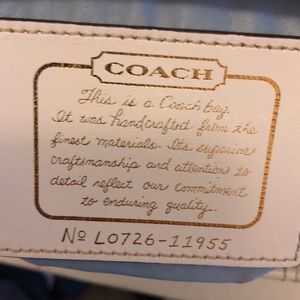 COACH
This is a Coach bag.
It was handcrafted from the
finest materials. Its superior
craftsmanship and attention to
detail reflect our commitment
to enduring quality.
Nº L0726-11955